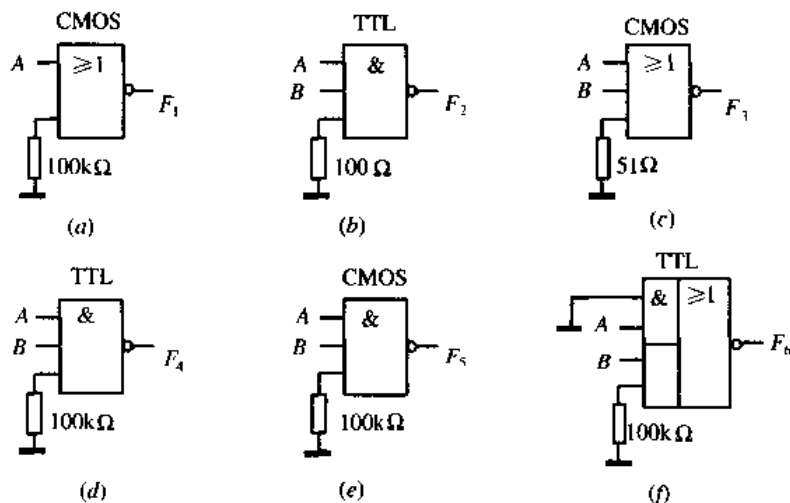 CMOS
A
≥1
F₁
100kΩ
(a)
TTL
A
B
&
F₂
100Ω
(b)
CMOS
A
B
≥1
F₃
51Ω
(c)
TTL
A
B
&
F₄
100kΩ
(d)
CMOS
A
B
&
F₅
100kΩ
(e)
TTL
& ≥1
A
B
F₆
100kΩ
(f)